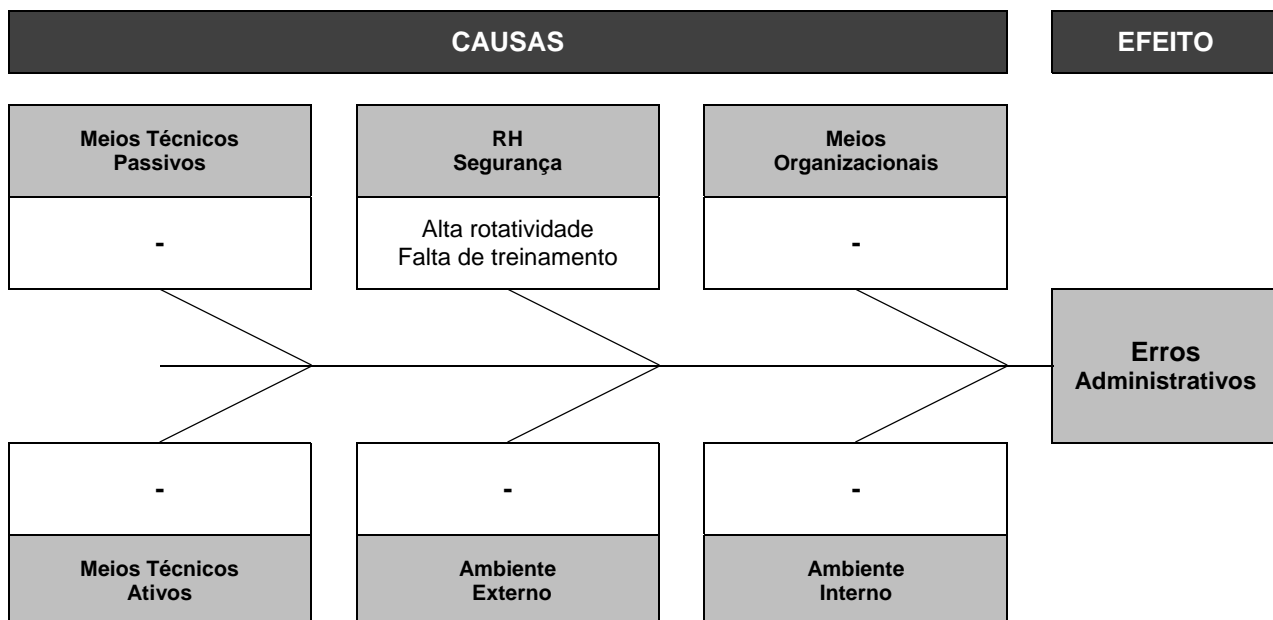 CAUSAS
EFEITO
Meios Técnicos
Passivos
RH
Segurança
Meios
Organizacionais
-
Alta rotatividade
Falta de treinamento
-
Erros
Administrativos
-
-
-
Meios Técnicos
Ativos
Ambiente
Externo
Ambiente
Interno